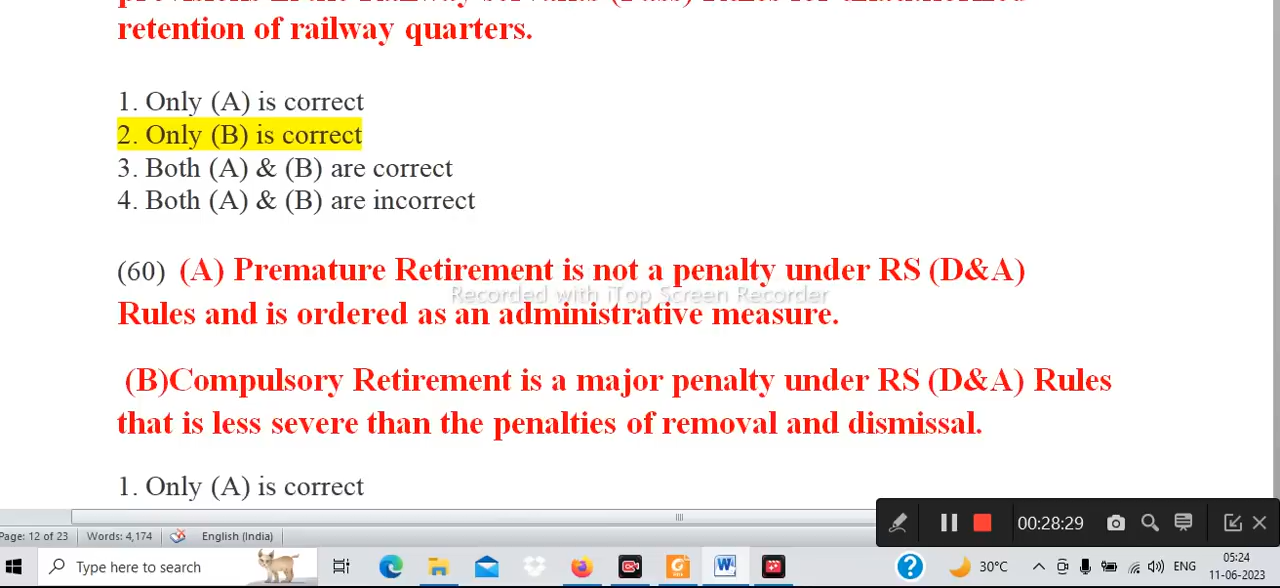 retention of railway quarters.
1. Only (A) is correct
2. Only (B) is correct
3. Both (A) & (B) are correct
4. Both (A) & (B) are incorrect
(60) (A) Premature Retirement is not a penalty under RS (D&A)
Recorded with iTop Screen Recorder
Rules and is ordered as an administrative measure.
(B)Compulsory Retirement is a major penalty under RS (D&A) Rules
that is less severe than the penalties of removal and dismissal.
1. Only (A) is correct
00:28:29
Page: 12 of 23 Words: 4,174 English (India)
Type here to search
30°C ENG
05:24
11-06-2023